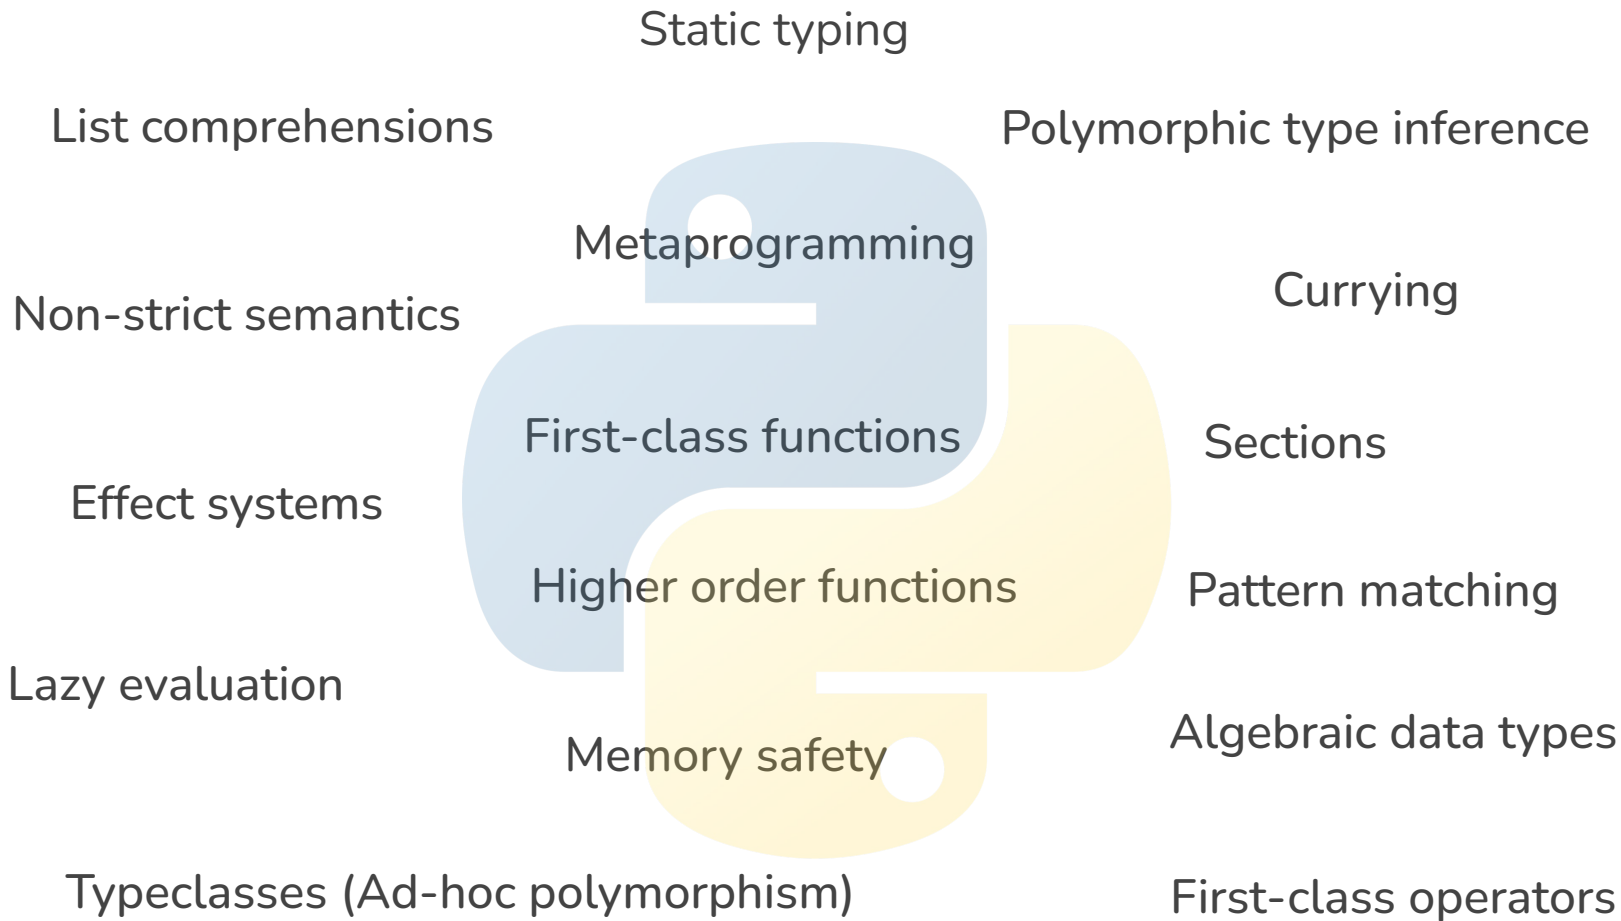 Static typing
List comprehensions
Polymorphic type inference
Metaprogramming
Currying
Non-strict semantics
First-class functions
Sections
Effect systems
Higher order functions
Pattern matching
Lazy evaluation
Algebraic data types
Memory safety
Typeclasses (Ad-hoc polymorphism)
First-class operators